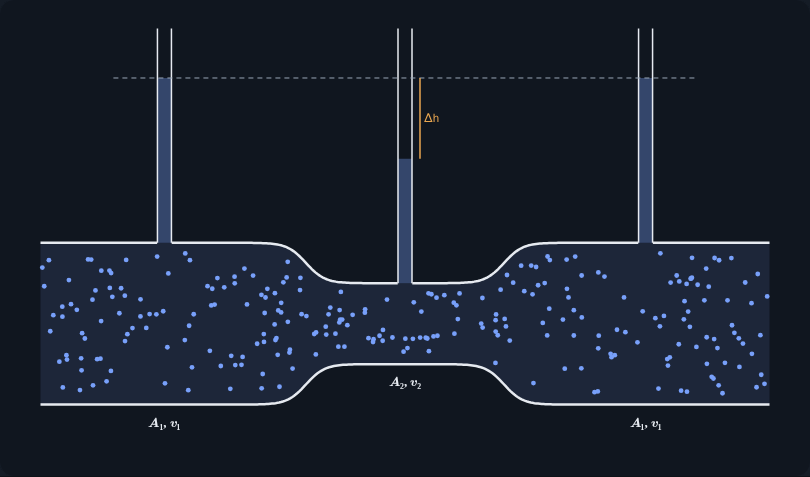 Δh
A₂, v₂
A₁, v₁
A₁, v₁